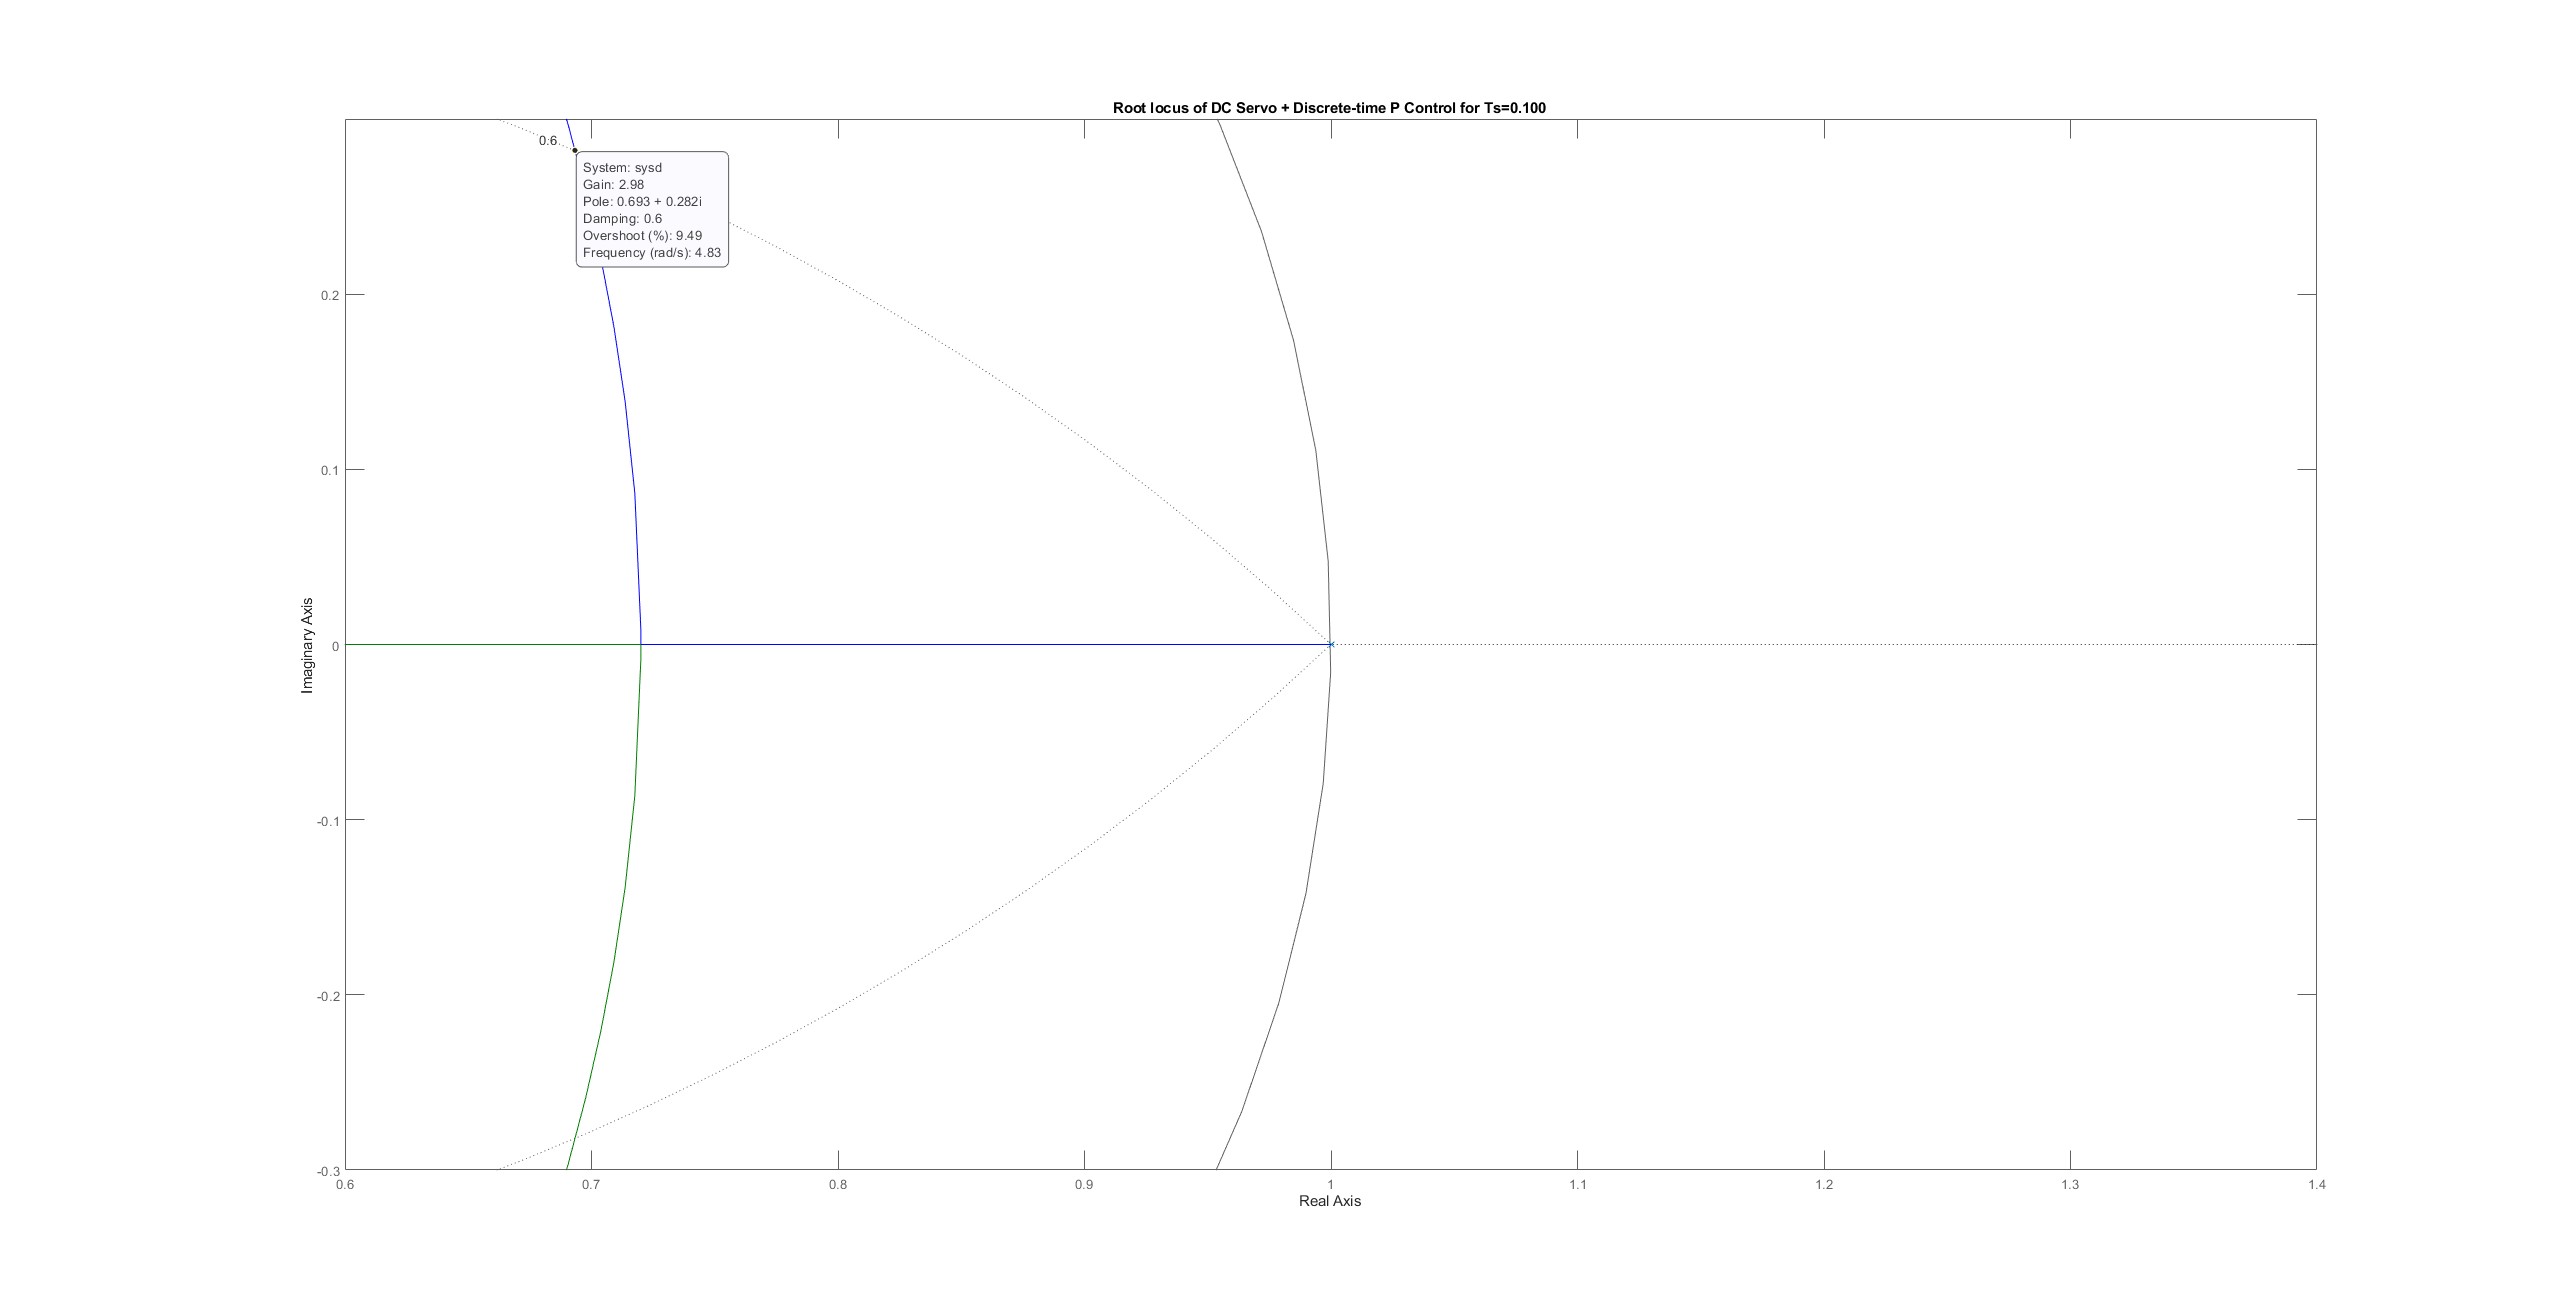 Root locus of DC Servo + Discrete-time P Control for Ts=0.100
0.6
System: sysd
Gain: 2.98
Pole: 0.693 + 0.282i
Damping: 0.6
Overshoot (%): 9.49
Frequency (rad/s): 4.83
0.2
0.1
0
-0.1
-0.2
-0.3
Imaginary Axis
0.6 0.7 0.8 0.9 1 1.1 1.2 1.3 1.4
Real Axis